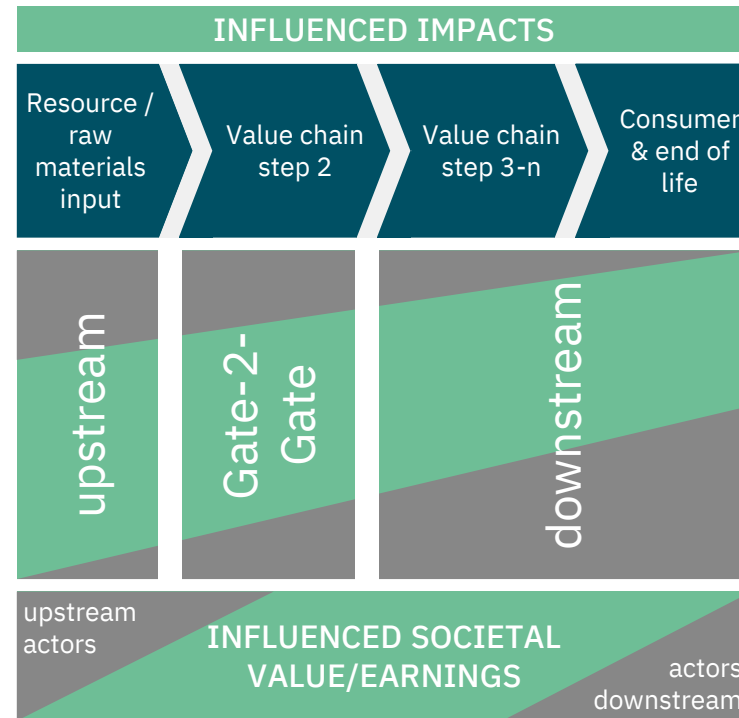 INFLUENCED IMPACTS
Resource /
raw
materials
input
Value chain
step 2
Value chain
step 3-n
Consumer
& end of
life
upstream
Gate-2-
Gate
downstream
upstream
actors
INFLUENCED SOCIETAL
VALUE/EARNINGS
actors
downstream